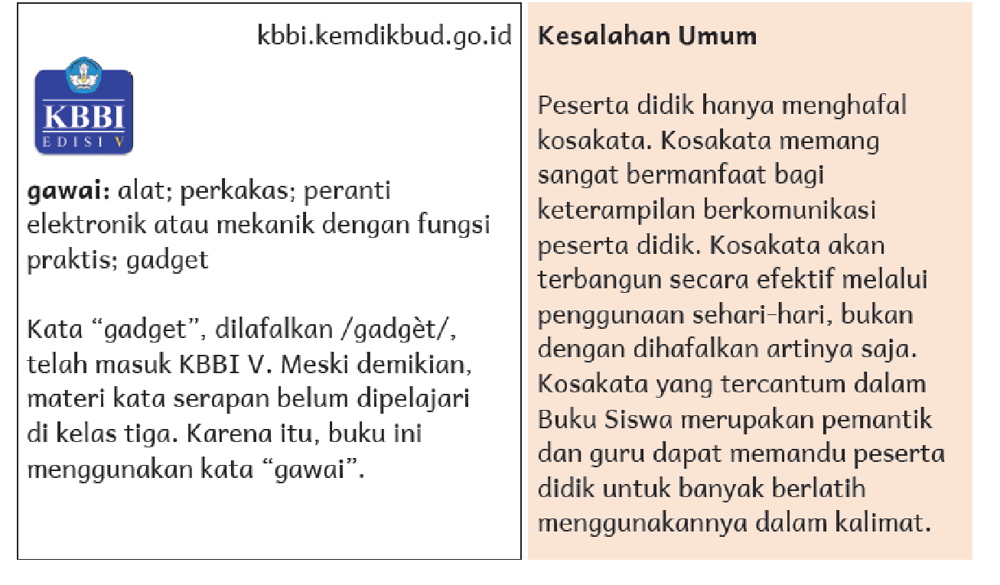 kbbi.kemdikbud.go.id
KBBI
EDISI V
gawai: alat; perkakas; peranti
elektronik atau mekanik dengan fungsi
praktis; gadget
Kata “gadget”, dilafalkan /gadgèt/,
telah masuk KBBI V. Meski demikian,
materi kata serapan belum dipelajari
di kelas tiga. Karena itu, buku ini
menggunakan kata “gawai”.
Kesalahan Umum
Peserta didik hanya menghafal
kosakata. Kosakata memang
sangat bermanfaat bagi
keterampilan berkomunikasi
peserta didik. Kosakata akan
terbangun secara efektif melalui
penggunaan sehari-hari, bukan
dengan dihafalkan artinya saja.
Kosakata yang tercantum dalam
Buku Siswa merupakan pemantik
dan guru dapat memandu peserta
didik untuk banyak berlatih
menggunakannya dalam kalimat.